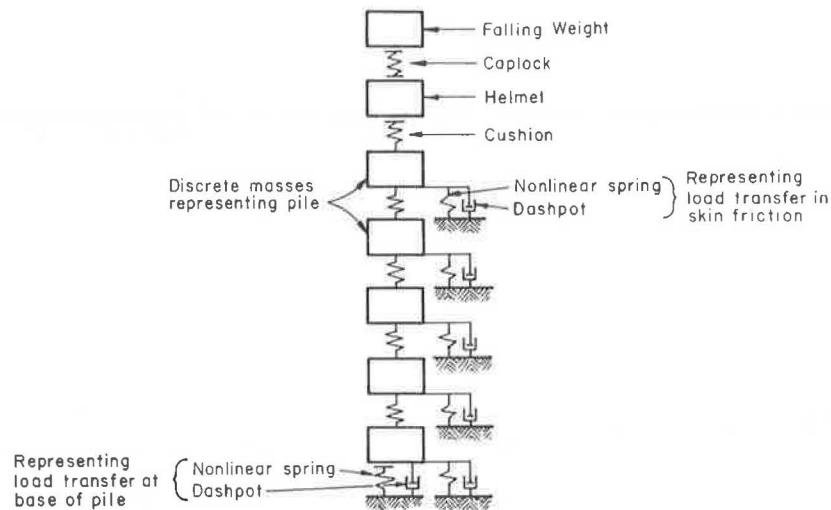 Falling Weight
Caplock
Helmet
Cushion
Discrete masses
representing pile
Nonlinear spring
Dashpot
Representing
load transfer in
skin friction
Representing
load transfer at
base of pile
Nonlinear spring
Dashpot